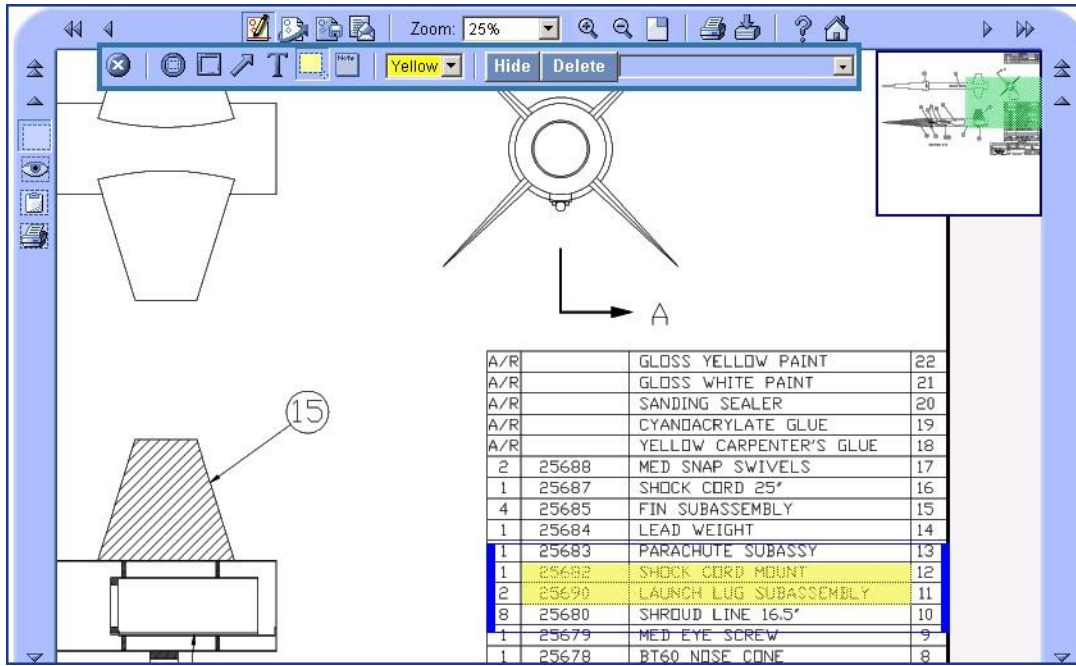 Zoom: 25%
Note Yellow Hide Delete
A
15
A/R GLOSS YELLOW PAINT 22
A/R GLOSS WHITE PAINT 21
A/R SANDING SEALER 20
A/R CYANOACRYLATE GLUE 19
A/R YELLOW CARPENTER'S GLUE 18
2 25688 MED SNAP SWIVELS 17
1 25687 SHOCK CORD 25" 16
4 25685 FIN SUBASSEMBLY 15
1 25684 LEAD WEIGHT 14
1 25683 PARACHUTE SUBASSY 13
1 25682 SHOCK CORD MOUNT 12
2 25690 LAUNCH LUG SUBASSEMBLY 11
8 25680 SHROUD LINE 16.5" 10
1 25679 MED EYE SCREW 9
1 25678 BT60 NOSE CONE 8